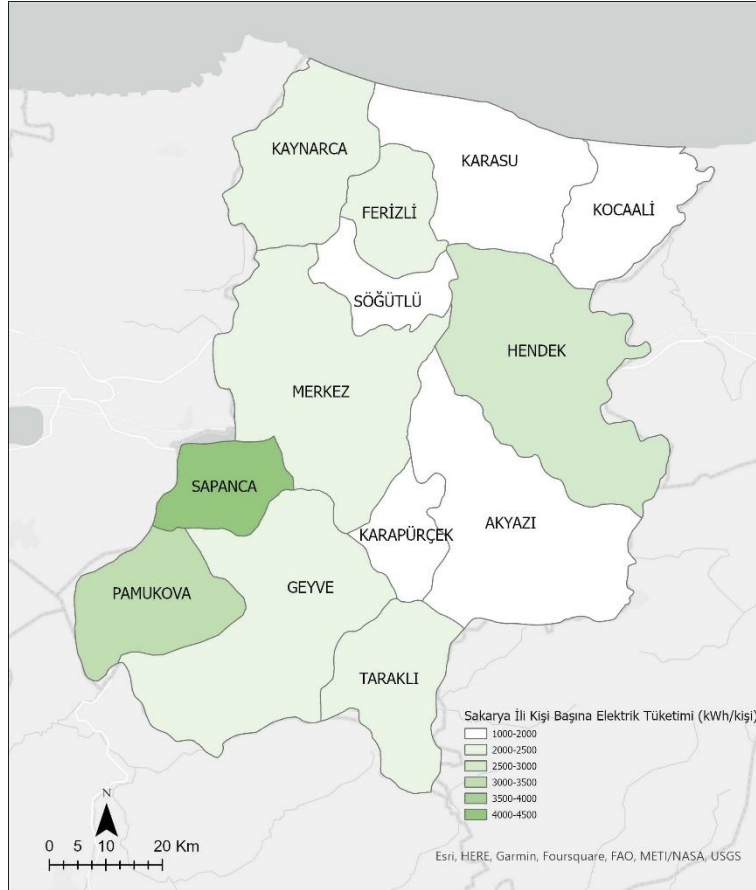 KAYNARCA
KARASU
KOCAALİ
FERİZLİ
SÖĞÜTLÜ
HENDEK
MERKEZ
SAPANCA
KARAPÜRÇEK
AKYAZI
PAMUKOVA
GEYVE
TARAKLI
Sakarya İli Kişi Başına Elektrik Tüketimi (kWh/kişi)
1000-2000
2000-2500
2500-3000
3000-3500
3500-4000
4000-4500
N
0 5 10 20 Km
Esri, HERE, Garmin, Foursquare, FAO, METI/NASA, USGS